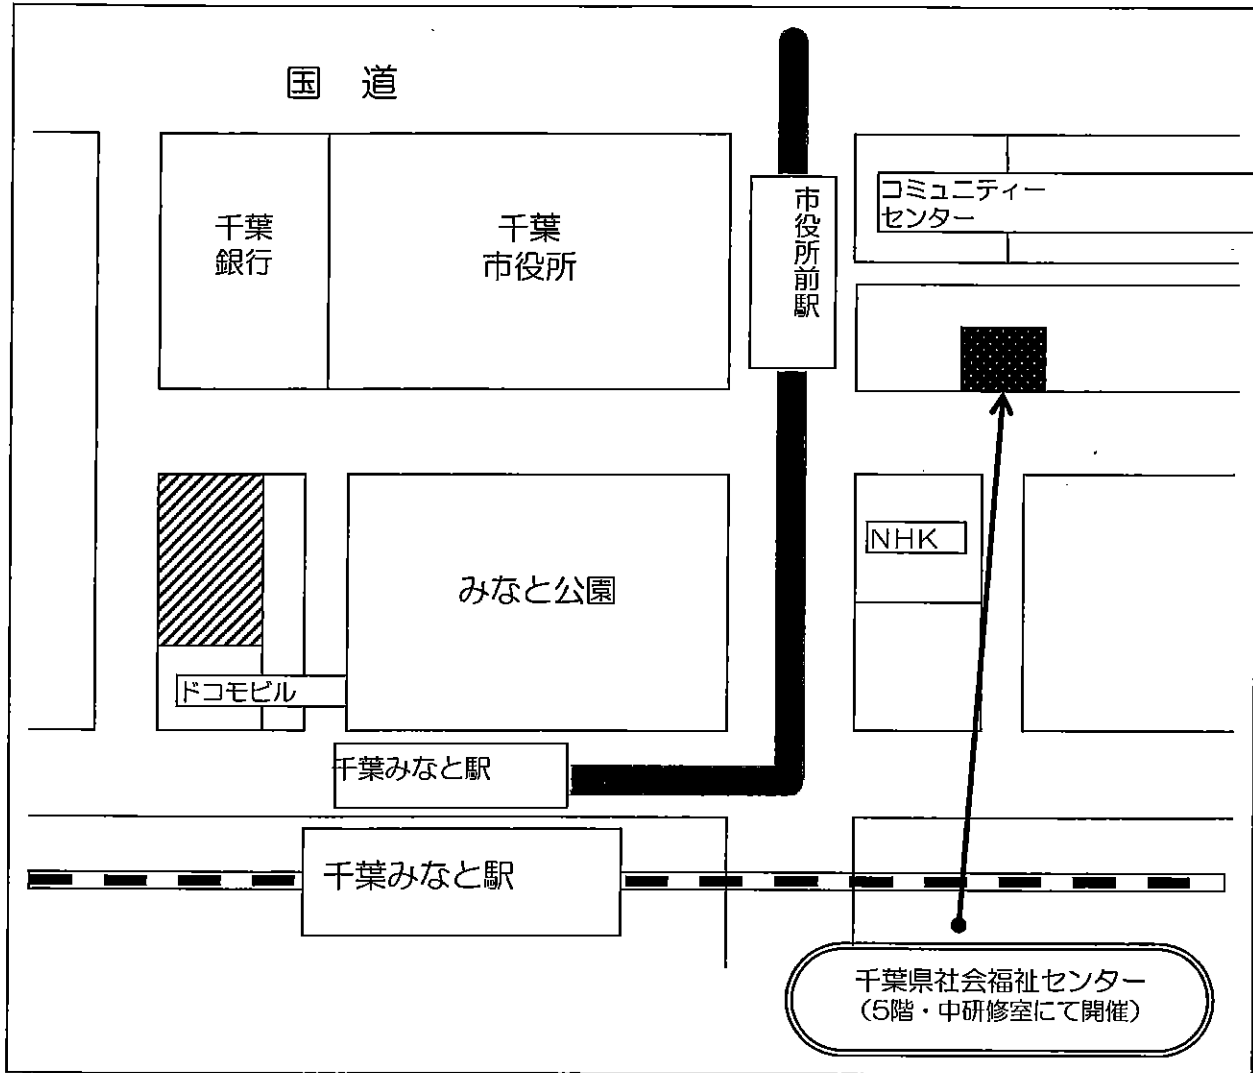 国 道
千葉
銀行
千葉
市役所
市役所前駅
コミュニティー
センター
NHK
みなと公園
ドコモビル
千葉みなと駅
千葉みなと駅
千葉県社会福祉センター
(5階・中研修室にて開催)